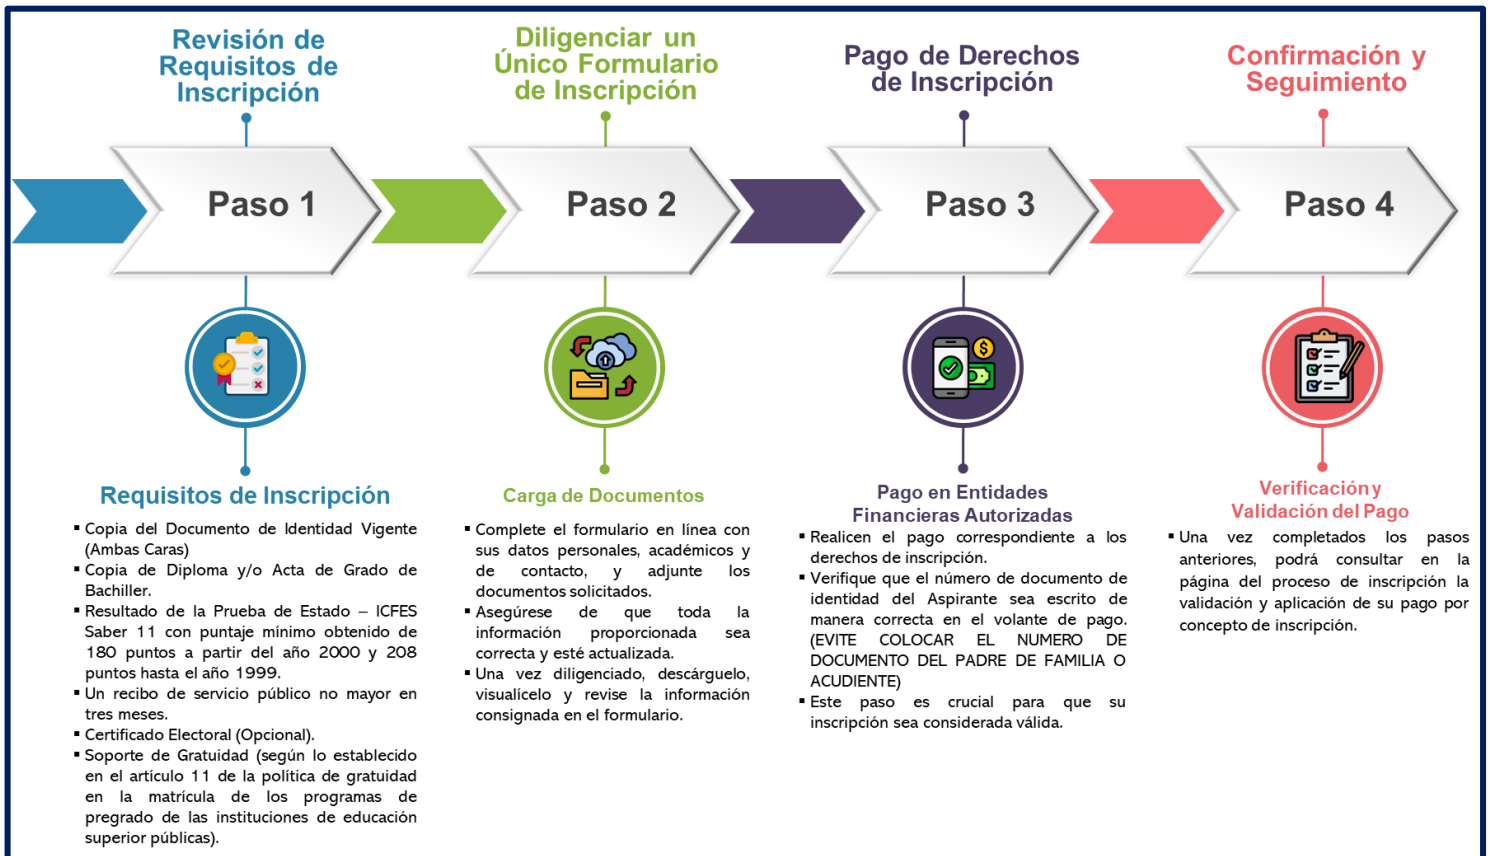 Revisión de
Requisitos de
Inscripción
Paso 1
Requisitos de Inscripción
▪ Copia del Documento de Identidad Vigente
(Ambas Caras)
▪ Copia de Diploma y/o Acta de Grado de
Bachiller.
▪ Resultado de la Prueba de Estado – ICFES
Saber 11 con puntaje mínimo obtenido de
180 puntos a partir del año 2000 y 208
puntos hasta el año 1999.
▪ Un recibo de servicio público no mayor en
tres meses.
▪ Certificado Electoral (Opcional).
▪ Soporte de Gratuidad (según lo establecido
en el artículo 11 de la política de gratuidad
en la matrícula de los programas de
pregrado de las instituciones de educación
superior públicas).
Diligenciar un
Único Formulario
de Inscripción
Paso 2
Carga de Documentos
▪ Complete el formulario en línea con
sus datos personales, académicos y
de contacto, y adjunte los
documentos solicitados.
▪ Asegúrese de que toda la
información proporcionada sea
correcta y esté actualizada.
▪ Una vez diligenciado, descárguelo,
visualícelo y revise la información
consignada en el formulario.
Pago de Derechos
de Inscripción
Paso 3
$
Pago en Entidades
Financieras Autorizadas
▪ Realicen el pago correspondiente a los
derechos de inscripción.
▪ Verifique que el número de documento de
identidad del Aspirante sea escrito de
manera correcta en el volante de pago.
(EVITE COLOCAR EL NUMERO DE
DOCUMENTO DEL PADRE DE FAMILIA O
ACUDIENTE)
▪ Este paso es crucial para que su
inscripción sea considerada válida.
Confirmación y
Seguimiento
Paso 4
Verificación y
Validación del Pago
▪ Una vez completados los pasos
anteriores, podrá consultar en la
página del proceso de inscripción la
validación y aplicación de su pago por
concepto de inscripción.